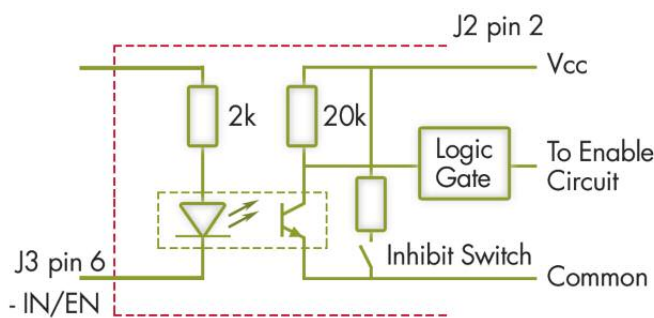 J2 pin 2
Vcc
2k
20k
Logic
Gate
To Enable
Circuit
Inhibit Switch
J3 pin 6
Common
- IN/EN